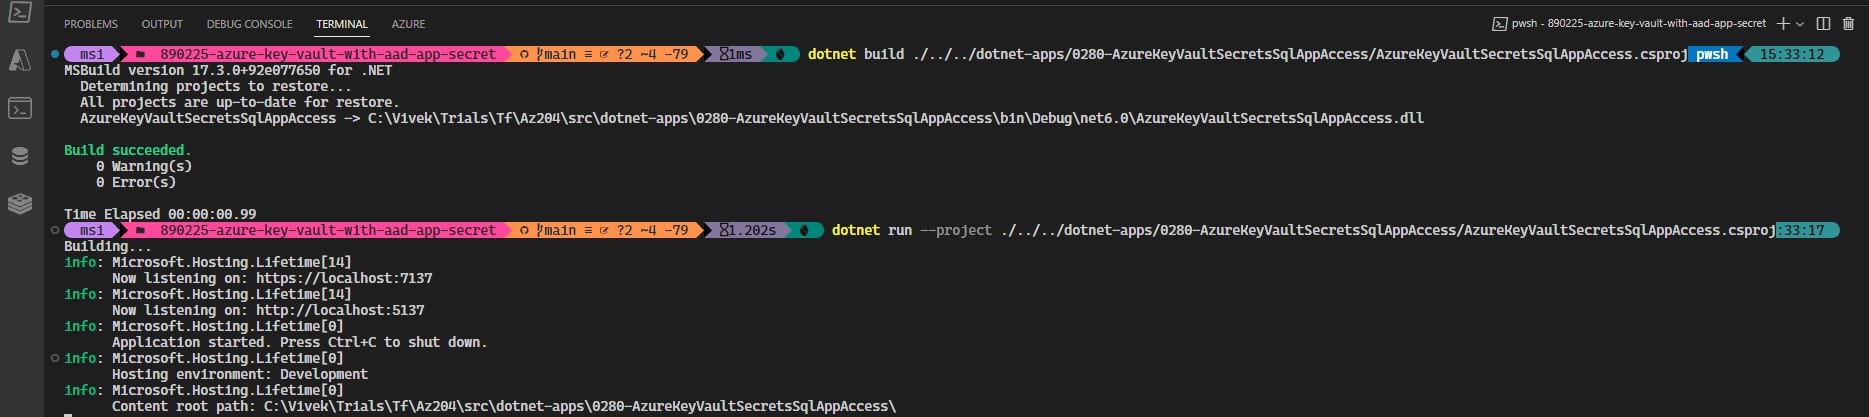 PROBLEMS OUTPUT DEBUG CONSOLE TERMINAL AZURE pwsh - 890225-azure-key-vault-with-aad-app-secret
msi 890225-azure-key-vault-with-aad-app-secret main ≡ ?2 ~4 -79 1ms dotnet build ./../../dotnet-apps/0280-AzureKeyVaultSecretsSqlAppAccess/AzureKeyVaultSecretsSqlAppAccess.csproj pwsh 15:33:12
MSBuild version 17.3.0+92e077650 for .NET
Determining projects to restore...
All projects are up-to-date for restore.
AzureKeyVaultSecretsSqlAppAccess -> C:\Vivek\Trials\Tf\Az204\src\dotnet-apps\0280-AzureKeyVaultSecretsSqlAppAccess\bin\Debug\net6.0\AzureKeyVaultSecretsSqlAppAccess.dll
Build succeeded.
0 Warning(s)
0 Error(s)
Time Elapsed 00:00:00.99
msi 890225-azure-key-vault-with-aad-app-secret main ≡ ?2 ~4 -79 1.202s dotnet run --project ./../../dotnet-apps/0280-AzureKeyVaultSecretsSqlAppAccess/AzureKeyVaultSecretsSqlAppAccess.csproj :33:17
Building...
info: Microsoft.Hosting.Lifetime[14]
Now listening on: https://localhost:7137
info: Microsoft.Hosting.Lifetime[14]
Now listening on: http://localhost:5137
info: Microsoft.Hosting.Lifetime[0]
Application started. Press Ctrl+C to shut down.
info: Microsoft.Hosting.Lifetime[0]
Hosting environment: Development
info: Microsoft.Hosting.Lifetime[0]
Content root path: C:\Vivek\Trials\Tf\Az204\src\dotnet-apps\0280-AzureKeyVaultSecretsSqlAppAccess\